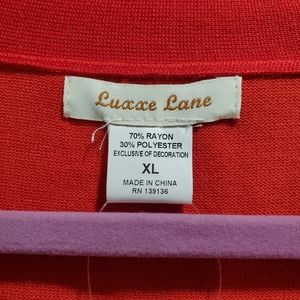 Luxxe Lane
70% RAYON
30% POLYESTER
EXCLUSIVE OF DECORATION
XL
MADE IN CHINA
RN 139136